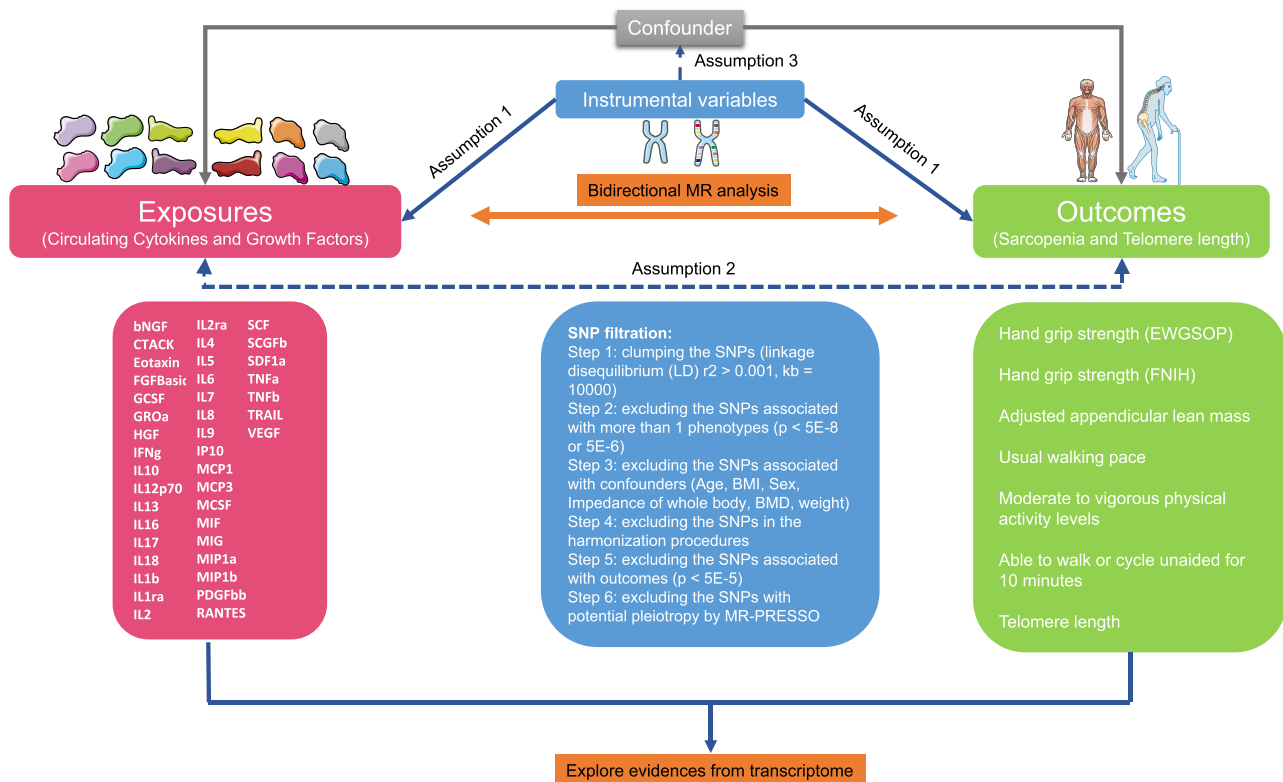 Confounder
Assumption 3
Instrumental variables
Assumption 1
Assumption 1
Bidirectional MR analysis
Exposures
(Circulating Cytokines and Growth Factors)
Outcomes
(Sarcopenia and Telomere length)
Assumption 2
bNGF
CTACK
Eotaxin
FGFBasic
GCSF
GROa
HGF
IFNg
IL10
IL12p70
IL13
IL16
IL17
IL18
IL1b
IL1ra
IL2
IL2ra
IL4
IL5
IL6
IL7
IL8
IL9
IP10
MCP1
MCP3
MCSF
MIF
MIG
MIP1a
MIP1b
PDGFbb
RANTES
SCF
SCGFb
SDF1a
TNFa
TNFb
TRAIL
VEGF
SNP filtration:
Step 1: clumping the SNPs (linkage
disequilibrium (LD) r2 > 0.001, kb =
10000)
Step 2: excluding the SNPs associated
with more than 1 phenotypes (p < 5E-8
or 5E-6)
Step 3: excluding the SNPs associated
with confounders (Age, BMI, Sex,
Impedance of whole body, BMD, weight)
Step 4: excluding the SNPs in the
harmonization procedures
Step 5: excluding the SNPs associated
with outcomes (p < 5E-5)
Step 6: excluding the SNPs with
potential pleiotropy by MR-PRESSO
Hand grip strength (EWGSOP)
Hand grip strength (FNIH)
Adjusted appendicular lean mass
Usual walking pace
Moderate to vigorous physical
activity levels
Able to walk or cycle unaided for
10 minutes
Telomere length
Explore evidences from transcriptome